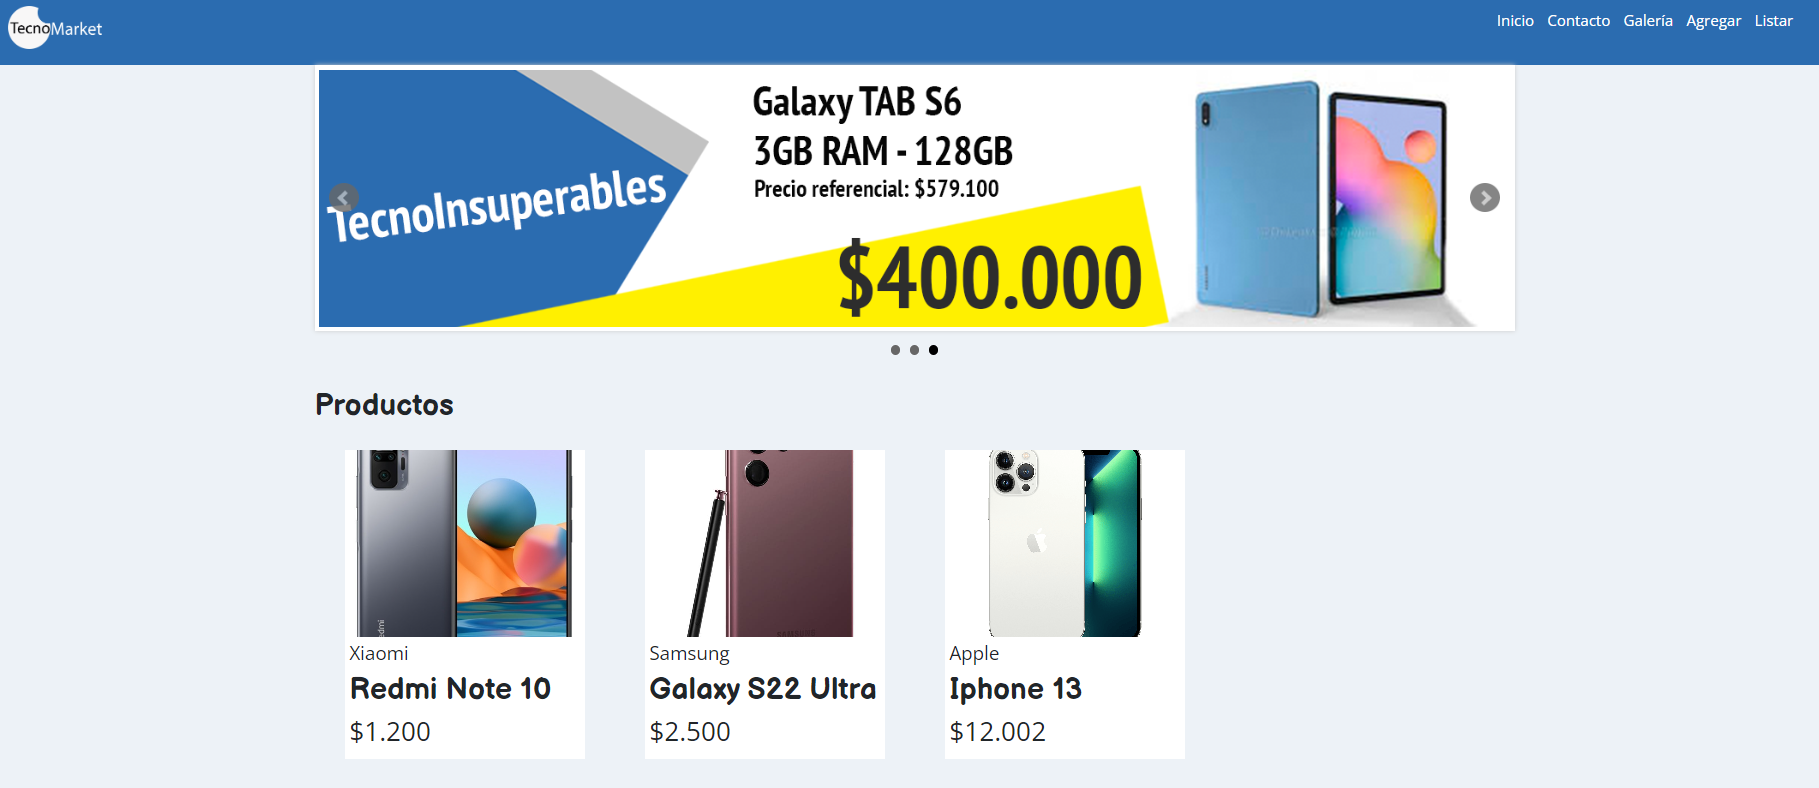 TecnoMarket
Inicio Contacto Galería Agregar Listar
TecnoInsuperables
Galaxy TAB S6
3GB RAM - 128GB
Precio referencial: $579.100
$400.000
Productos
Xiaomi
Redmi Note 10
$1.200
Samsung
Galaxy S22 Ultra
$2.500
Apple
Iphone 13
$12.002